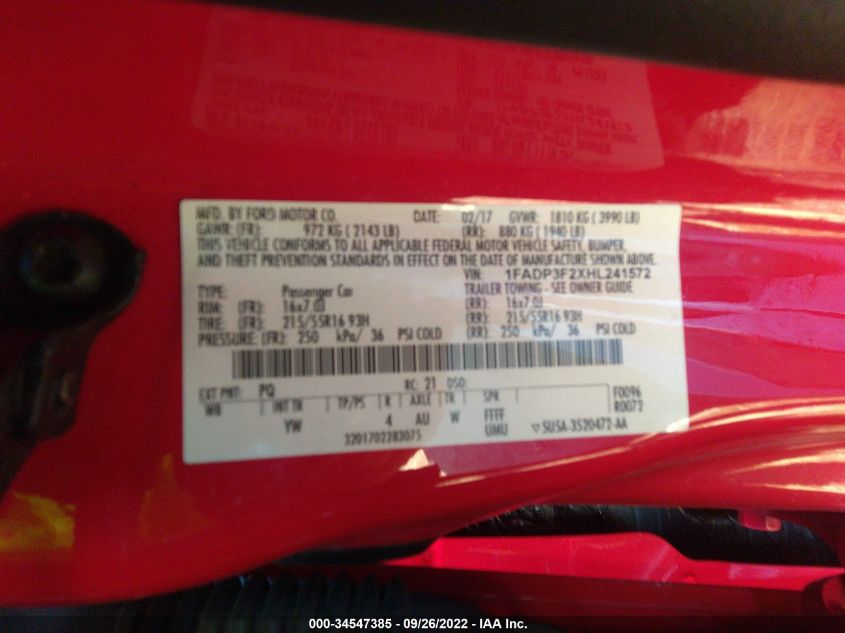 MFD. BY FORD MOTOR CO. DATE: 02/17 GVWR: 1810 KG (3990 LB)
GAWR: (FR): 972 KG (2143 LB) (RR): 880 KG (1940 LB)
THIS VEHICLE CONFORMS TO ALL APPLICABLE FEDERAL MOTOR VEHICLE SAFETY, BUMPER,
AND THEFT PREVENTION STANDARDS IN EFFECT ON THE DATE OF MANUFACTURE SHOWN ABOVE.
VIN: 1FADP3F2XHL241572
TYPE: Passenger Car TRAILER TOWING - SEE OWNER GUIDE
RIM: (FR): 16x7.0J (RR): 16x7.0J
TIRE: (FR): 215/55R16 93H (RR): 215/55R16 93H
PRESSURE: (FR): 250 kPa/ 36 PSI COLD (RR): 250 kPa/ 36 PSI COLD
EXT PNT: PQ RC: 21 DSO: F0096
WB INT TR TP/PS R AXLE TR SPR R0072
YW 4 AU W FFFF
3201702283075 UMU ▽ SU5A-3520472-AA
000-34547385 - 09/26/2022 - IAA Inc.